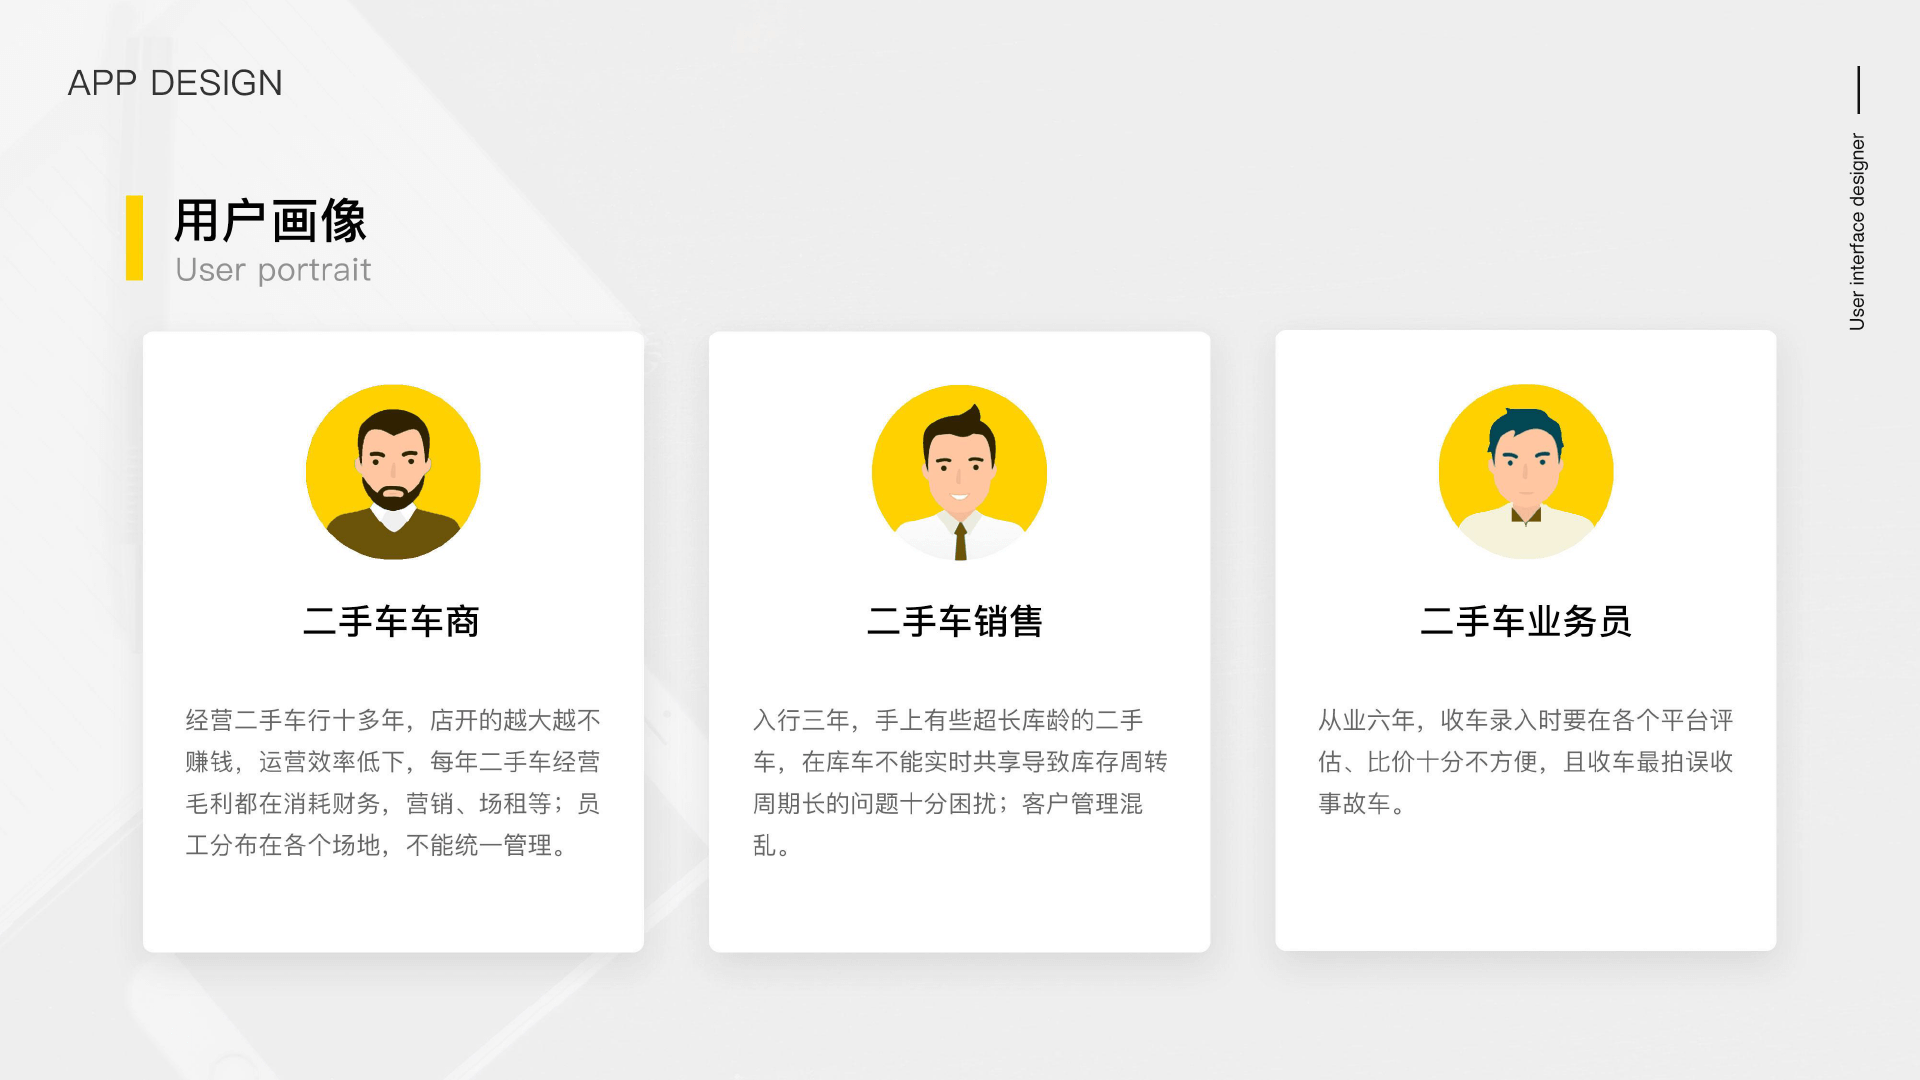 APP DESIGN
User interface designer
用户画像
User portrait
二手车车商
经营二手车行十多年，店开的越大越不
赚钱，运营效率低下，每年二手车经营
毛利都在消耗财务，营销、场租等；员
工分布在各个场地，不能统一管理。
二手车销售
入行三年，手上有些超长库龄的二手
车，在库车不能实时共享导致库存周转
周期长的问题十分困扰；客户管理混
乱。
二手车业务员
从业六年，收车录入时要在各个平台评
估、比价十分不方便，且收车最拍误收
事故车。